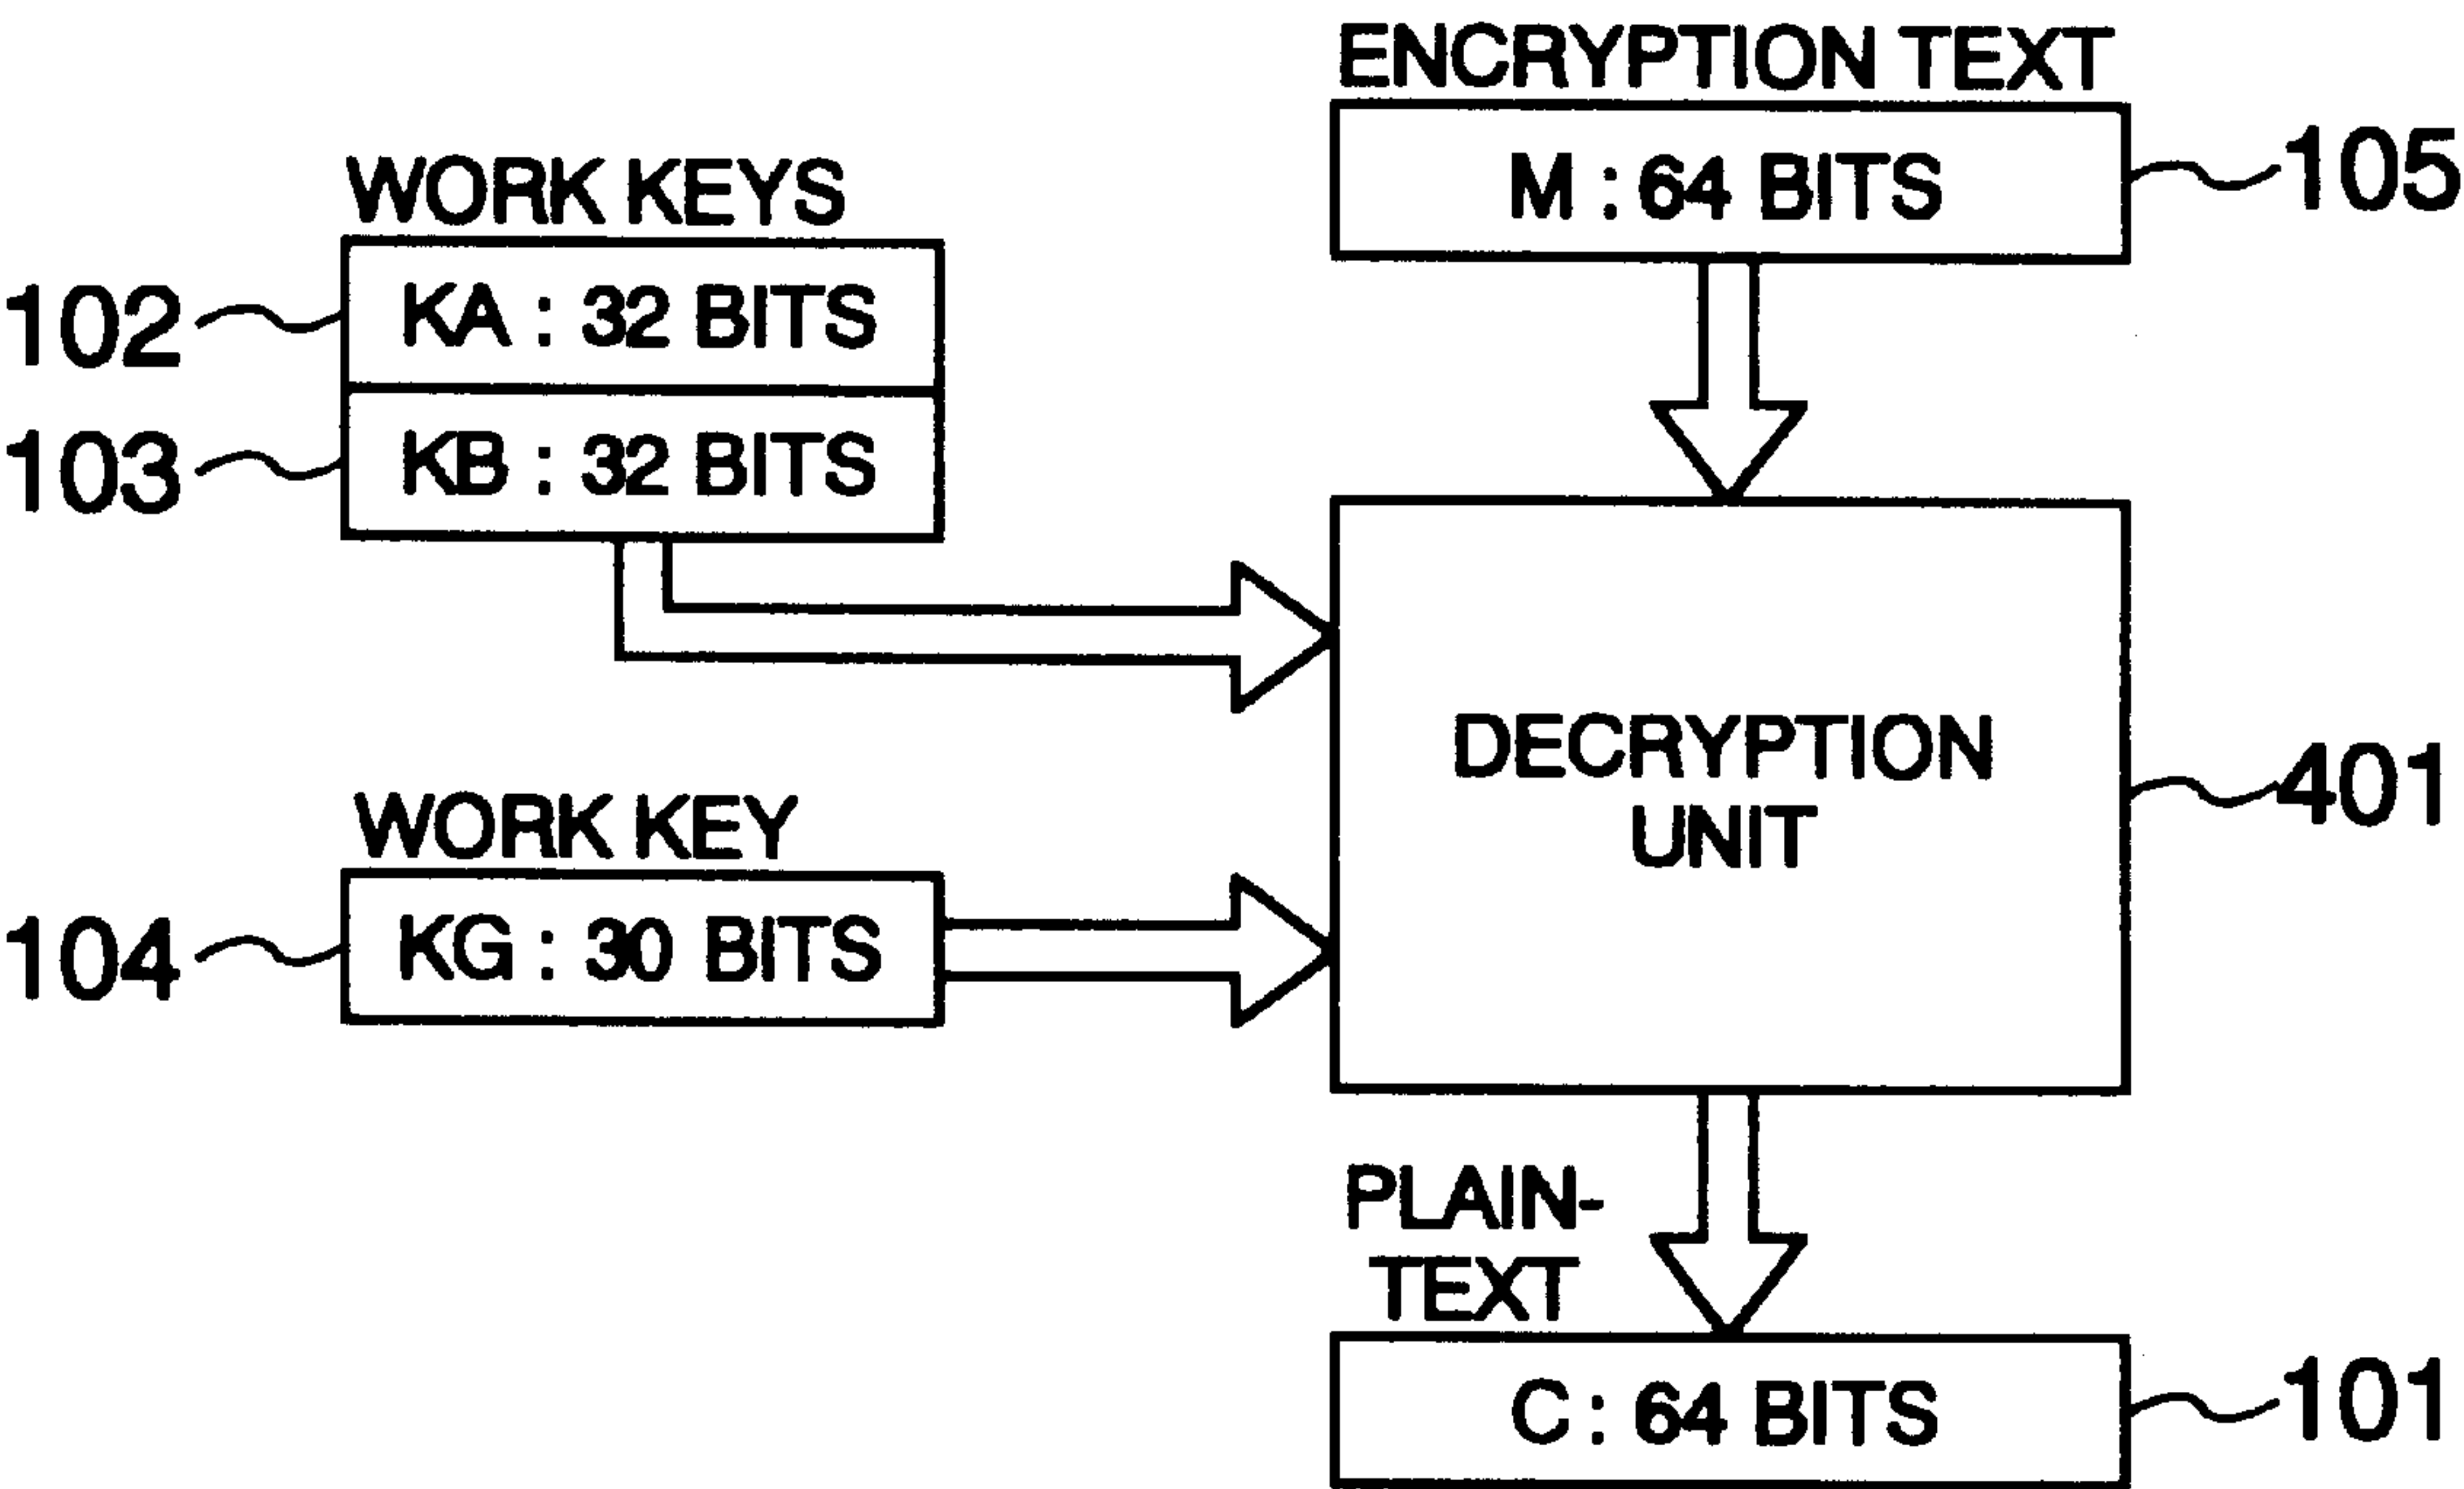 ENCRYPTION TEXT
M : 64 BITS
105
WORK KEYS
102
KA : 32 BITS
103
KB : 32 BITS
DECRYPTION
UNIT
401
WORK KEY
104
KG : 30 BITS
PLAIN-
TEXT
C : 64 BITS
101